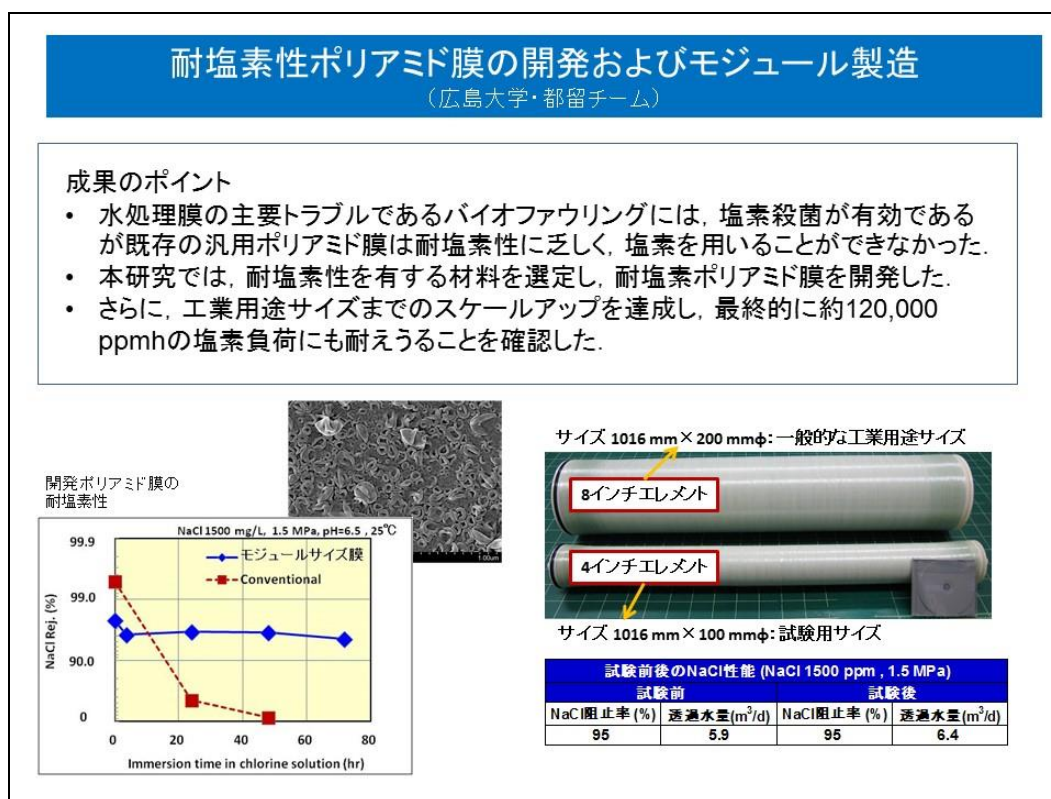 耐塩素性ポリアミド膜の開発およびモジュール製造
（広島大学・都留チーム）
成果のポイント
• 水処理膜の主要トラブルであるバイオファウリングには，塩素殺菌が有効である
が既存の汎用ポリアミド膜は耐塩素性に乏しく，塩素を用いることができなかった．
• 本研究では，耐塩素性を有する材料を選定し，耐塩素ポリアミド膜を開発した．
• さらに，工業用途サイズまでのスケールアップを達成し，最終的に約120,000
ppmhの塩素負荷にも耐えうることを確認した．
開発ポリアミド膜の
耐塩素性
1.00um
NaCl 1500 mg/L, 1.5 MPa, pH=6.5 , 25℃
モジュールサイズ膜
Conventional
NaCl Rej. (%)
99.9
99.0
90.0
0
0 20 40 60 80
Immersion time in chlorine solution (hr)
サイズ 1016 mm×200 mmφ：一般的な工業用途サイズ
8インチエレメント
4インチエレメント
サイズ 1016 mm×100 mmφ：試験用サイズ
試験前後のNaCl性能 (NaCl 1500 ppm , 1.5 MPa)
試験前 試験後
NaCl阻止率 (%) 透過水量(m³/d) NaCl阻止率 (%) 透過水量(m³/d)
95 5.9 95 6.4